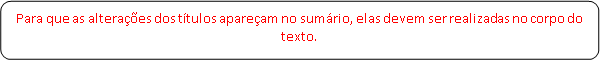 Para que as alterações dos títulos apareçam no sumário, elas devem ser realizadas no corpo do
texto.